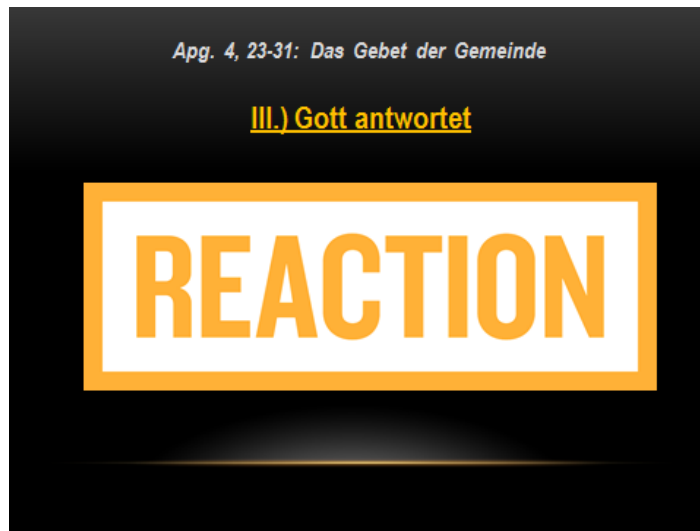 Apg. 4, 23-31: Das Gebet der Gemeinde
III.) Gott antwortet
REACTION